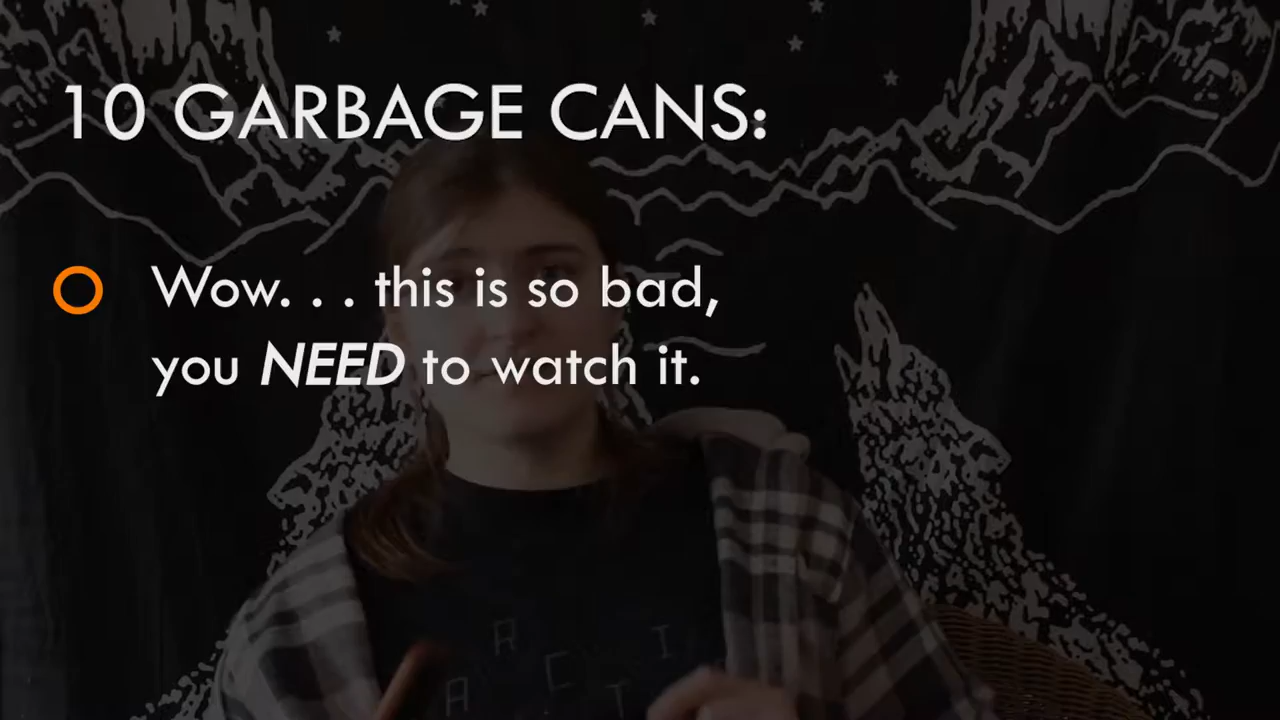 10 GARBAGE CANS:
Wow. . . this is so bad,
you NEED to watch it.
R I
A C T